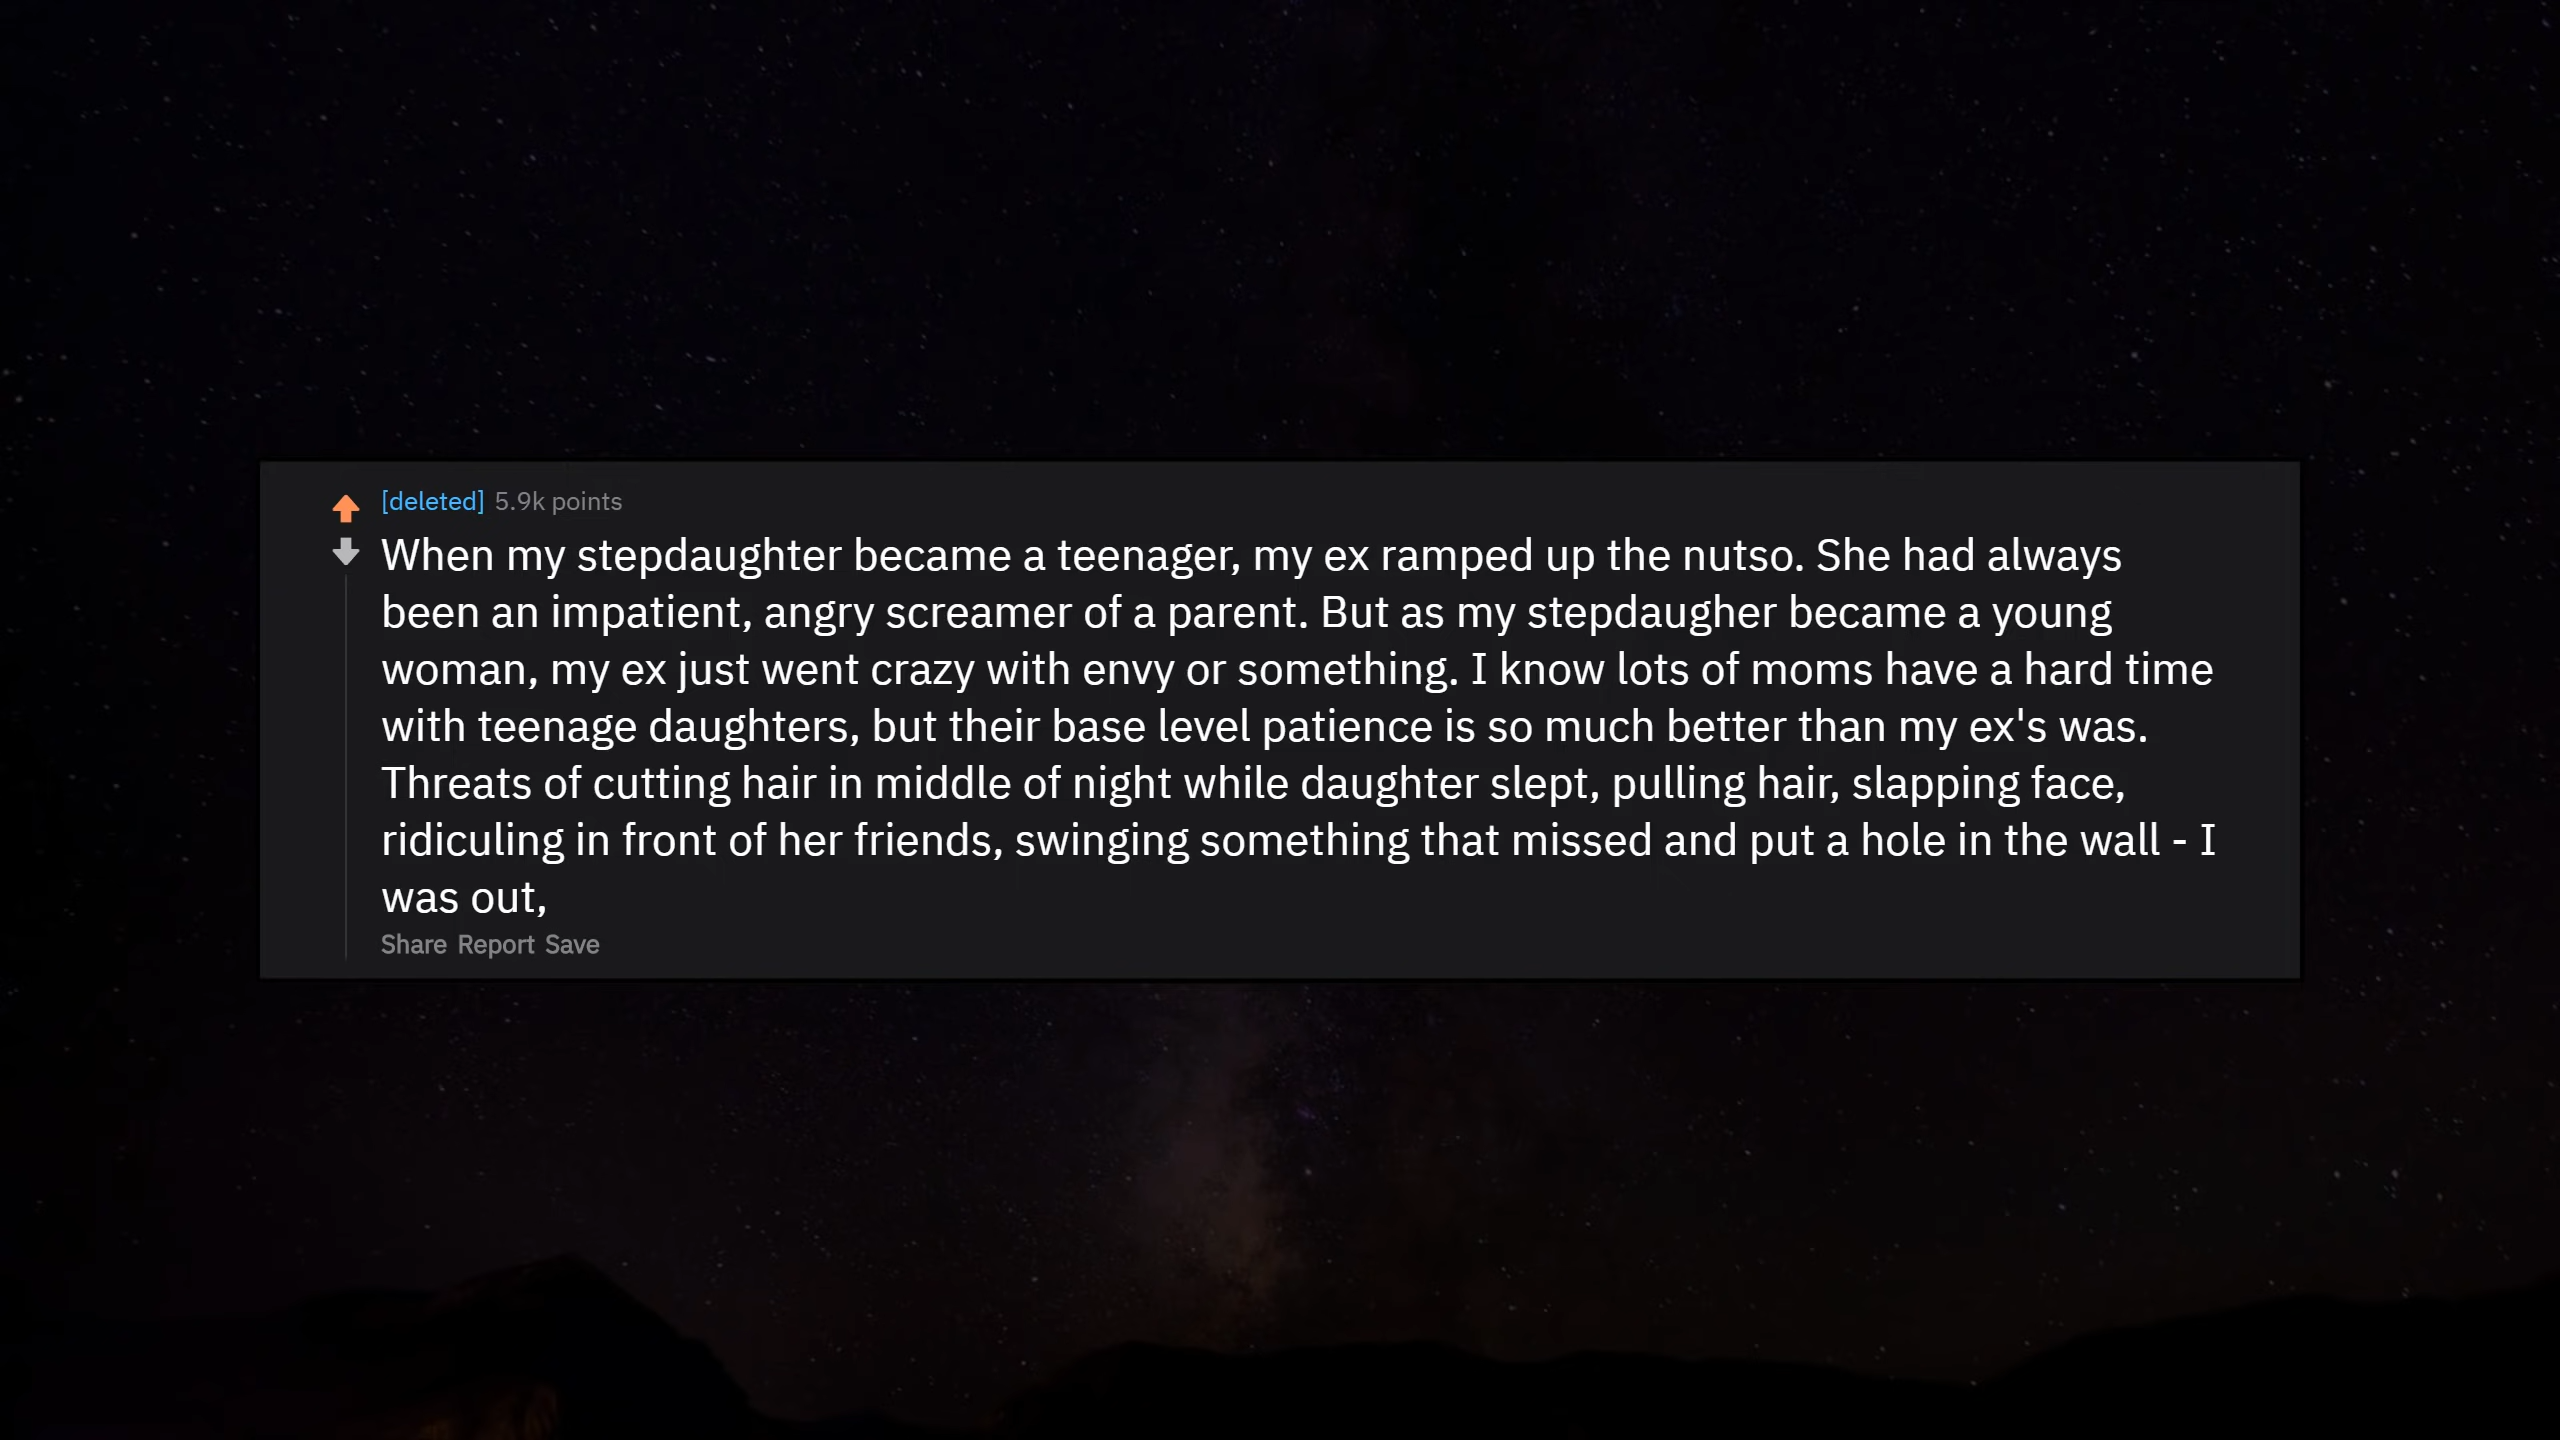 [deleted] 5.9k points
When my stepdaughter became a teenager, my ex ramped up the nutso. She had always
been an impatient, angry screamer of a parent. But as my stepdaugher became a young
woman, my ex just went crazy with envy or something. I know lots of moms have a hard time
with teenage daughters, but their base level patience is so much better than my ex's was.
Threats of cutting hair in middle of night while daughter slept, pulling hair, slapping face,
ridiculing in front of her friends, swinging something that missed and put a hole in the wall - I
was out,
Share Report Save